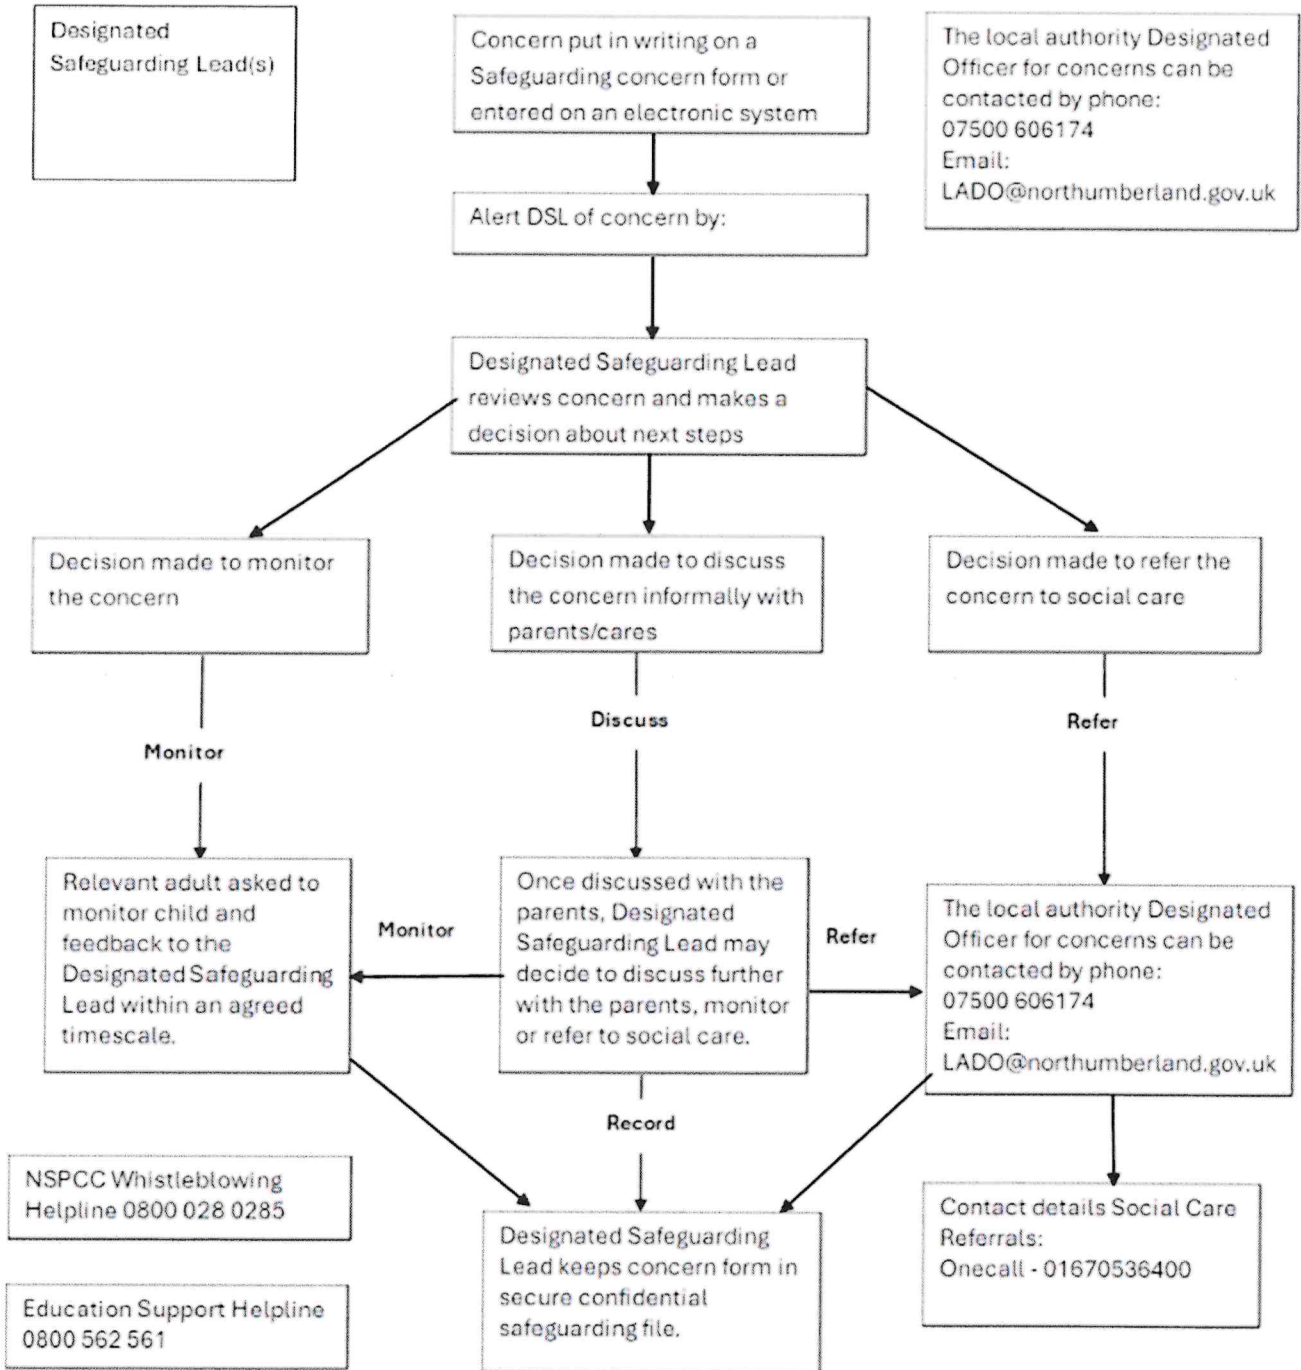 Designated
Safeguarding Lead(s)
Concern put in writing on a
Safeguarding concern form or
entered on an electronic system
The local authority Designated
Officer for concerns can be
contacted by phone:
07500 606174
Email:
LADO@northumberland.gov.uk
Alert DSL of concern by:
Designated Safeguarding Lead
reviews concern and makes a
decision about next steps
Decision made to monitor
the concern
Decision made to discuss
the concern informally with
parents/cares
Decision made to refer the
concern to social care
Monitor
Discuss
Refer
Relevant adult asked to
monitor child and
feedback to the
Designated Safeguarding
Lead within an agreed
timescale.
Monitor
Once discussed with the
parents, Designated
Safeguarding Lead may
decide to discuss further
with the parents, monitor
or refer to social care.
Refer
The local authority Designated
Officer for concerns can be
contacted by phone:
07500 606174
Email:
LADO@northumberland.gov.uk
Record
NSPCC Whistleblowing
Helpline 0800 028 0285
Education Support Helpline
0800 562 561
Designated Safeguarding
Lead keeps concern form in
secure confidential
safeguarding file.
Contact details Social Care
Referrals:
Onecall - 01670536400